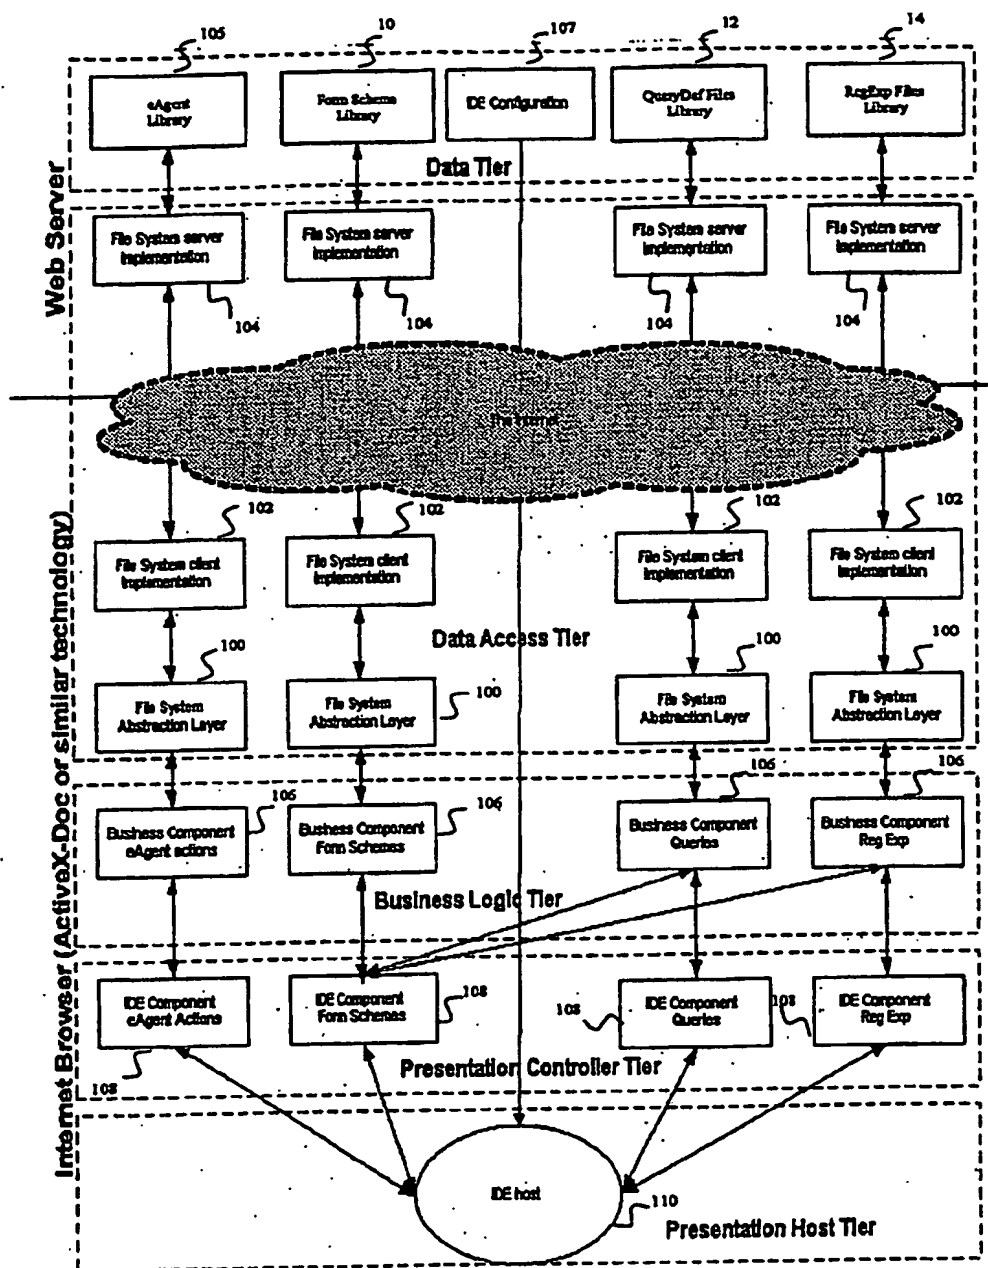 105
10
107
12
14
eAgent
Library
Form Scheme
Library
IDE Configuration
QueryDef Files
Library
RegExp Files
Library
Data Tier
Web Server
File System server
Implementation
File System server
Implementation
File System server
Implementation
File System server
Implementation
104
104
104
104
The Internet
102
102
102
102
File System client
Implementation
File System client
Implementation
File System client
Implementation
File System client
Implementation
Data Access Tier
100
100
100
100
File System
Abstraction Layer
File System
Abstraction Layer
File System
Abstraction Layer
File System
Abstraction Layer
Internet Browser (ActiveX-Doc or similar technology)
106
106
106
106
Business Component
eAgent actions
Business Component
Form Schemes
Business Component
Queries
Business Component
Reg Exp
Business Logic Tier
IDE Component
eAgent Actions
IDE Component
Form Schemes
IDE Component
Queries
IDE Component
Reg Exp
108
108
108
108
Presentation Controller Tier
IDE host
110
Presentation Host Tier